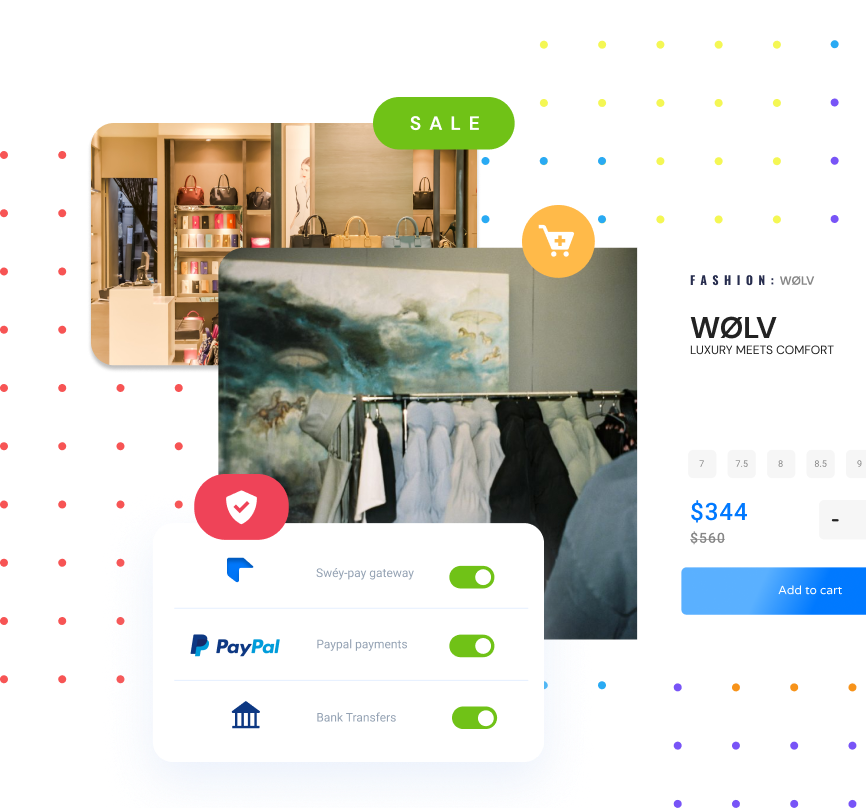 SALE
FASHION: WØLV
WØLV
LUXURY MEETS COMFORT
7 7.5 8 8.5 9
$344
-
$560
Add to cart
Swéy-pay gateway
PayPal Paypal payments
Bank Transfers